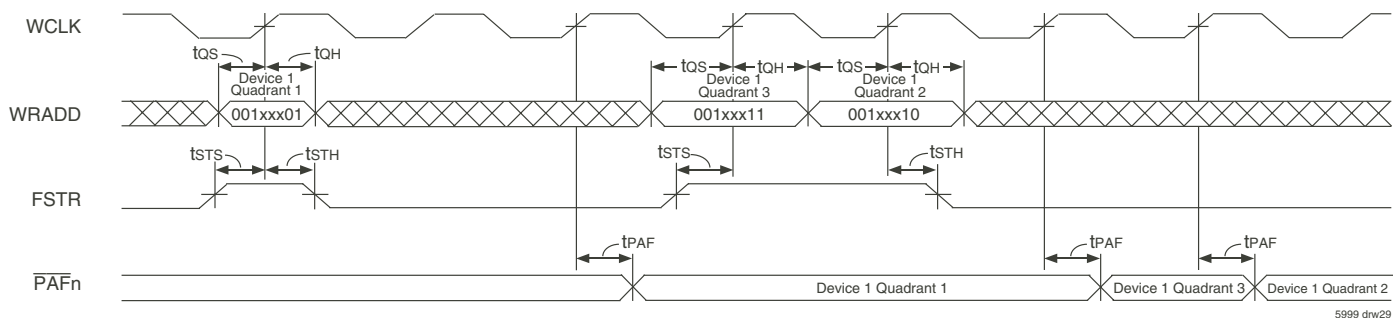 WCLK
tQS
tQH
Device 1
Quadrant 1
tQS
tQH
Device 1
Quadrant 3
tQS
tQH
Device 1
Quadrant 2
WRADD
001xxx01
001xxx11
001xxx10
tSTS
tSTH
tSTS
tSTH
FSTR
tPAF
tPAF
tPAF
PAFn
Device 1 Quadrant 1
Device 1 Quadrant 3
Device 1 Quadrant 2
5999 drw29